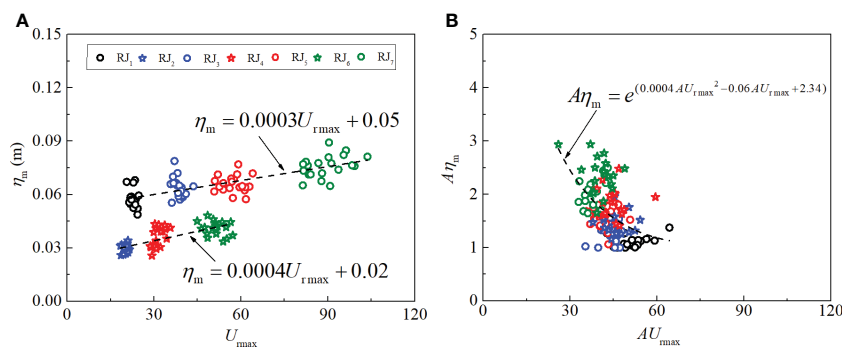 A
0.15
0.12
0.09
0.06
0.03
0.00
ηm (m)
RJ1 RJ2 RJ3 RJ4 RJ5 RJ6 RJ7
ηm = 0.0003Urmax + 0.05
ηm = 0.0004Urmax + 0.02
0 30 60 90 120
Urmax
B
5
4
3
2
1
0
Aηm
Aηm = e^(0.0004AUrmax²−0.06AUrmax+2.34)
0 30 60 90 120
AUrmax